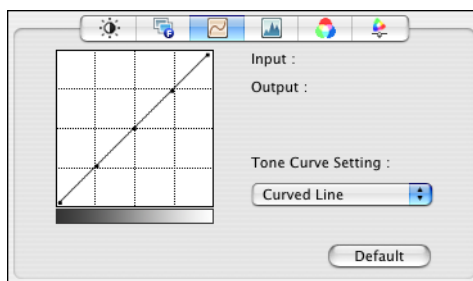 F
Input :
Output :
Tone Curve Setting :
Curved Line
Default